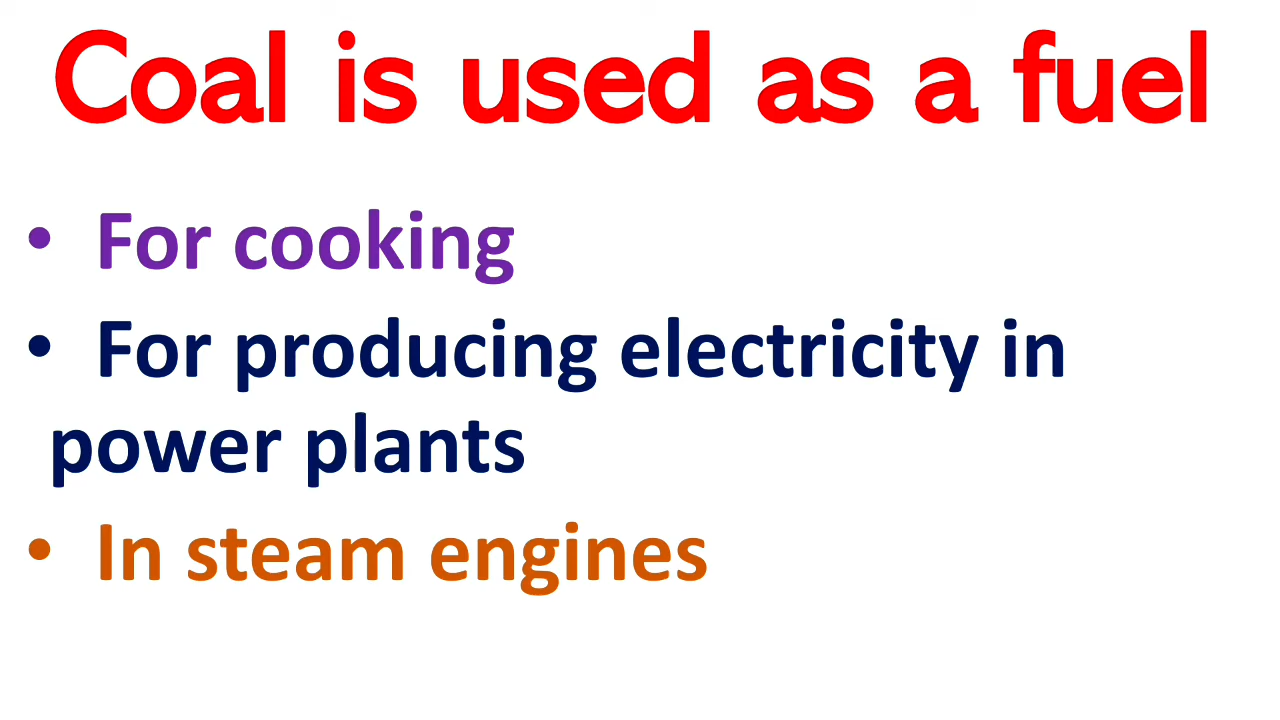 Coal is used as a fuel
• For cooking
• For producing electricity in
power plants
• In steam engines